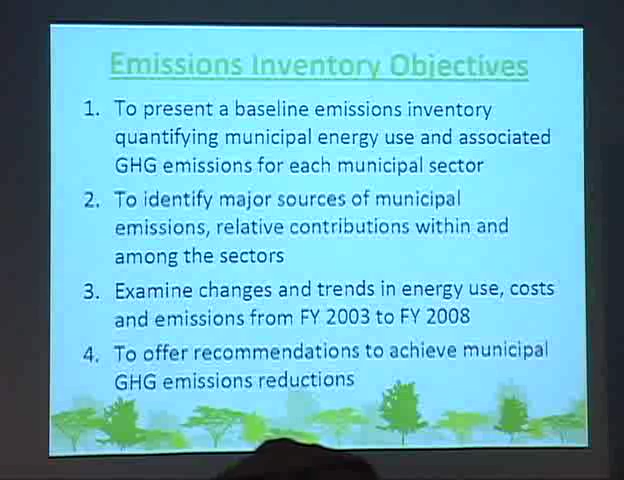 Emissions Inventory Objectives
1. To present a baseline emissions inventory
quantifying municipal energy use and associated
GHG emissions for each municipal sector
2. To identify major sources of municipal
emissions, relative contributions within and
among the sectors
3. Examine changes and trends in energy use, costs
and emissions from FY 2003 to FY 2008
4. To offer recommendations to achieve municipal
GHG emissions reductions